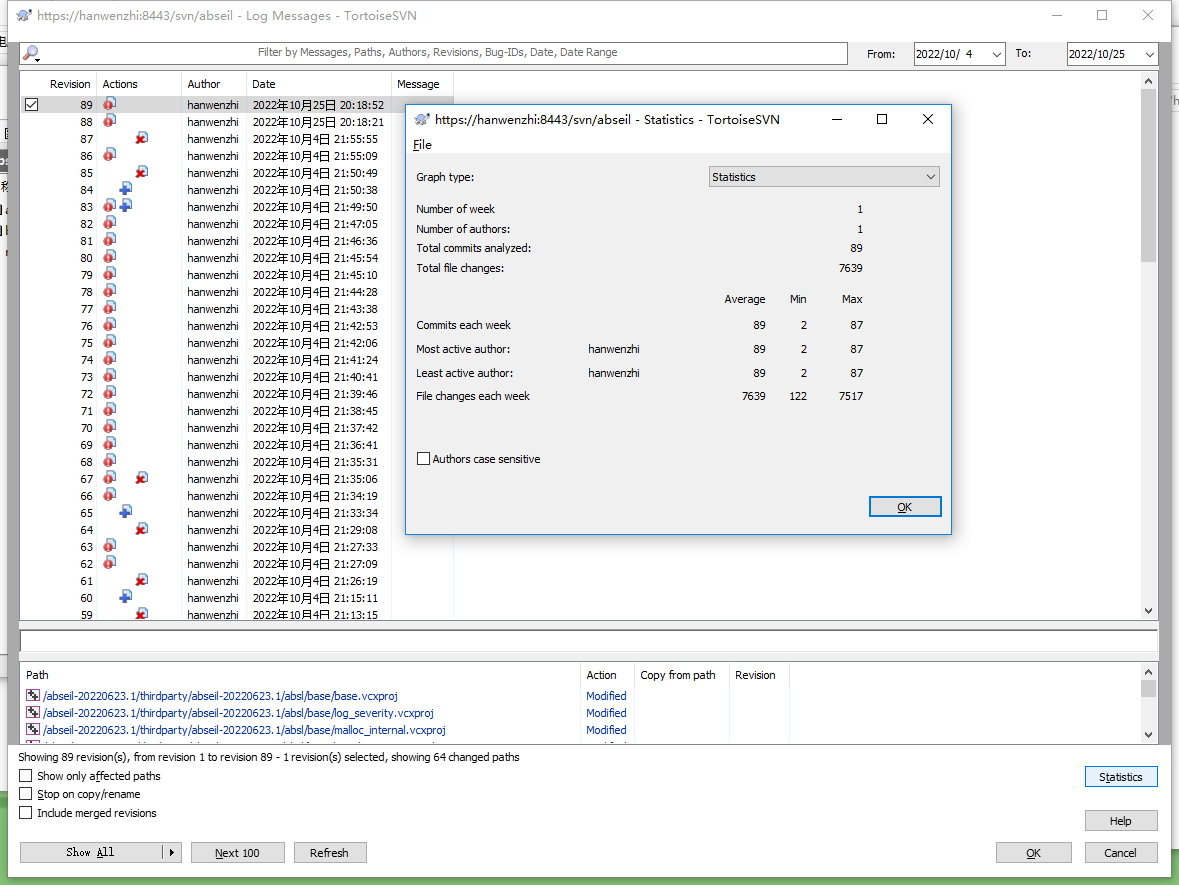 https://hanwenzhi:8443/svn/abseil - Log Messages - TortoiseSVN
Filter by Messages, Paths, Authors, Revisions, Bug-IDs, Date, Date Range
From: 2022/10/ 4 To: 2022/10/25
Revision Actions Author Date Message
89 hanwenzhi 2022年10月25日 20:18:52
88 hanwenzhi 2022年10月25日 20:18:21
87 hanwenzhi 2022年10月4日 21:55:55
86 hanwenzhi 2022年10月4日 21:55:09
85 hanwenzhi 2022年10月4日 21:50:49
84 hanwenzhi 2022年10月4日 21:50:38
83 hanwenzhi 2022年10月4日 21:49:50
82 hanwenzhi 2022年10月4日 21:47:05
81 hanwenzhi 2022年10月4日 21:46:36
80 hanwenzhi 2022年10月4日 21:45:54
79 hanwenzhi 2022年10月4日 21:45:10
78 hanwenzhi 2022年10月4日 21:44:28
77 hanwenzhi 2022年10月4日 21:43:38
76 hanwenzhi 2022年10月4日 21:42:53
75 hanwenzhi 2022年10月4日 21:42:06
74 hanwenzhi 2022年10月4日 21:41:24
73 hanwenzhi 2022年10月4日 21:40:41
72 hanwenzhi 2022年10月4日 21:39:46
71 hanwenzhi 2022年10月4日 21:38:45
70 hanwenzhi 2022年10月4日 21:37:42
69 hanwenzhi 2022年10月4日 21:36:41
68 hanwenzhi 2022年10月4日 21:35:31
67 hanwenzhi 2022年10月4日 21:35:06
66 hanwenzhi 2022年10月4日 21:34:19
65 hanwenzhi 2022年10月4日 21:33:34
64 hanwenzhi 2022年10月4日 21:29:08
63 hanwenzhi 2022年10月4日 21:27:33
62 hanwenzhi 2022年10月4日 21:27:09
61 hanwenzhi 2022年10月4日 21:26:19
60 hanwenzhi 2022年10月4日 21:15:11
59 hanwenzhi 2022年10月4日 21:13:15
https://hanwenzhi:8443/svn/abseil - Statistics - TortoiseSVN
File
Graph type: Statistics
Number of week 1
Number of authors: 1
Total commits analyzed: 89
Total file changes: 7639
Average Min Max
Commits each week 89 2 87
Most active author: hanwenzhi 89 2 87
Least active author: hanwenzhi 89 2 87
File changes each week 7639 122 7517
Authors case sensitive
OK
Path Action Copy from path Revision
/abseil-20220623.1/thirdparty/abseil-20220623.1/absl/base/base.vcxproj Modified
/abseil-20220623.1/thirdparty/abseil-20220623.1/absl/base/log_severity.vcxproj Modified
/abseil-20220623.1/thirdparty/abseil-20220623.1/absl/base/malloc_internal.vcxproj Modified
Showing 89 revision(s), from revision 1 to revision 89 - 1 revision(s) selected, showing 64 changed paths
Show only affected paths
Statistics
Stop on copy/rename
Include merged revisions
Help
Show All Next 100 Refresh OK Cancel